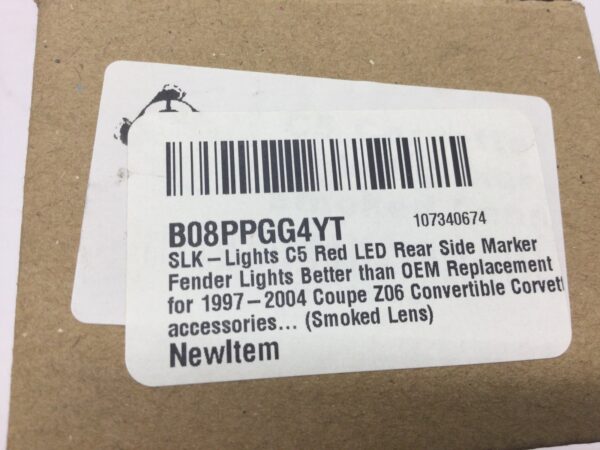 B08PPGG4YT 107340674
SLK-Lights C5 Red LED Rear Side Marker
Fender Lights Better than OEM Replacement
for 1997-2004 Coupe Z06 Convertible Corvett
accessories... (Smoked Lens)
NewItem